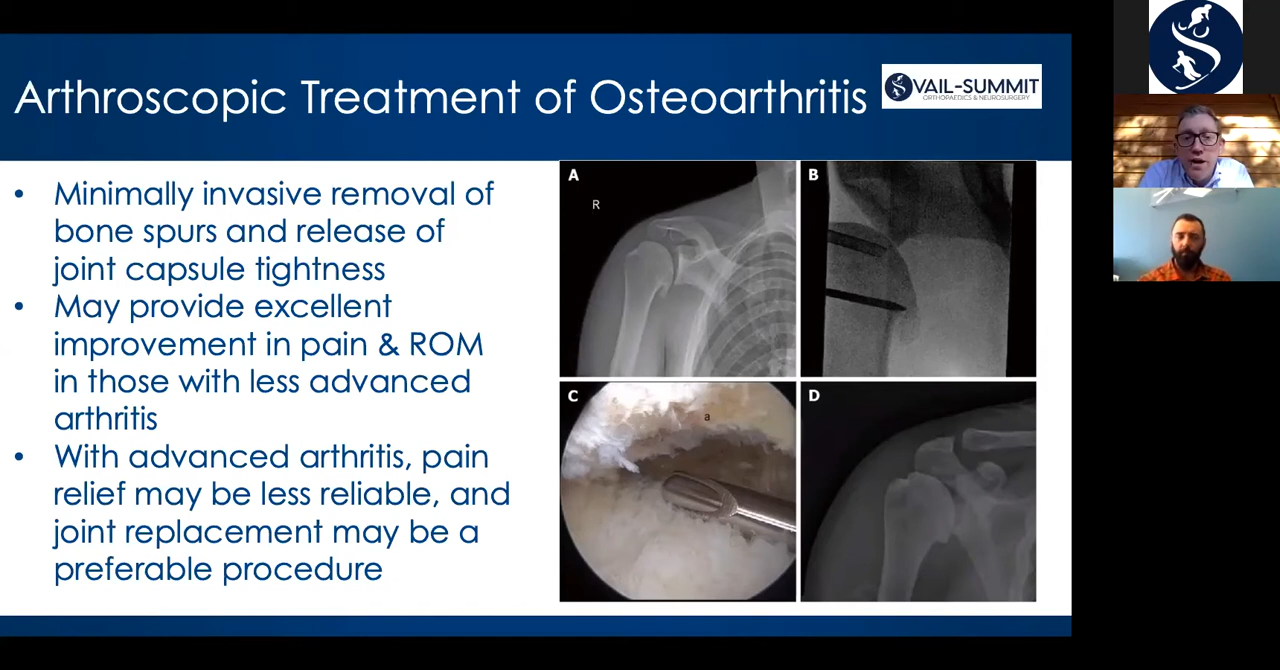 Arthroscopic Treatment of Osteoarthritis
VAIL-SUMMIT
ORTHOPAEDICS & NEUROSURGERY
• Minimally invasive removal of
bone spurs and release of
joint capsule tightness
• May provide excellent
improvement in pain & ROM
in those with less advanced
arthritis
• With advanced arthritis, pain
relief may be less reliable, and
joint replacement may be a
preferable procedure
A
R
B
C
a
D